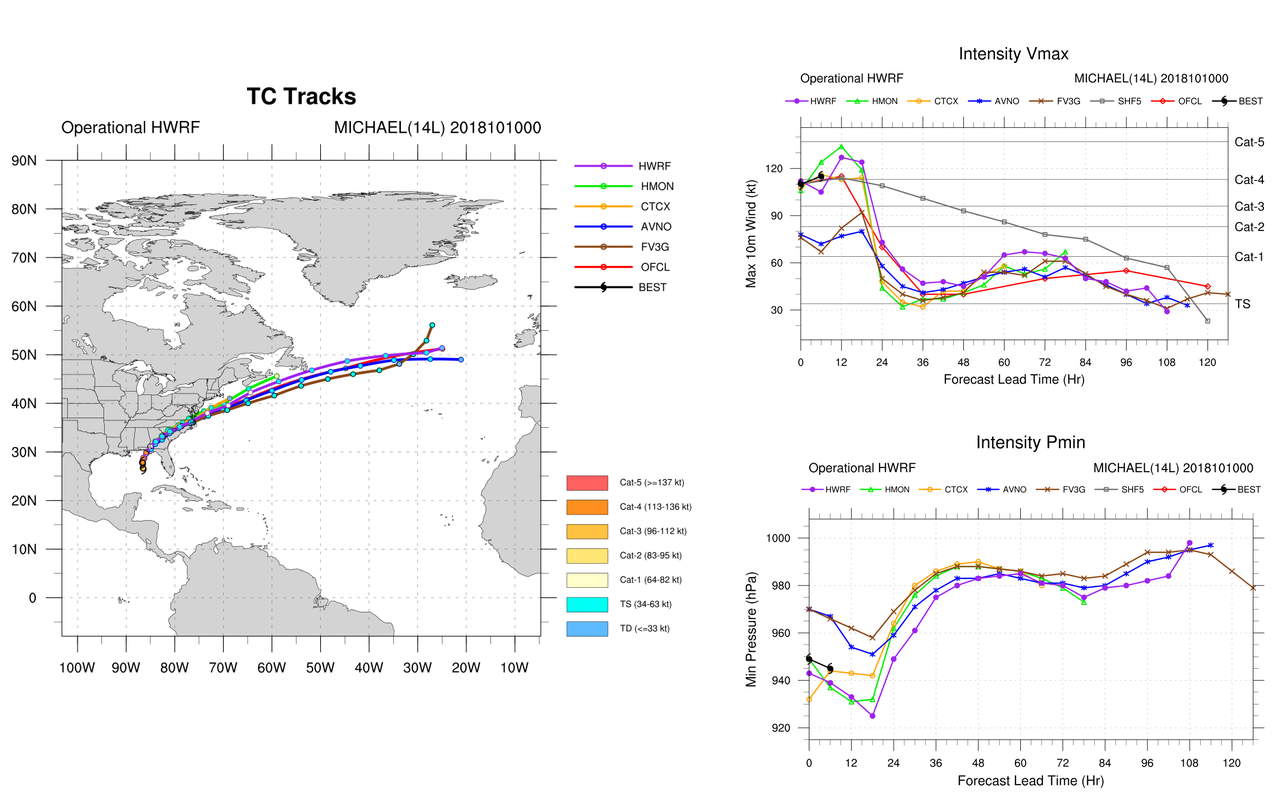 TC Tracks
Operational HWRF MICHAEL(14L) 2018101000
90N
80N
70N
60N
50N
40N
30N
20N
10N
0
100W 90W 80W 70W 60W 50W 40W 30W 20W 10W
HWRF
HMON
CTCX
AVNO
FV3G
OFCL
BEST
Cat-5 (>=137 kt)
Cat-4 (113-136 kt)
Cat-3 (96-112 kt)
Cat-2 (83-95 kt)
Cat-1 (64-82 kt)
TS (34-63 kt)
TD (<=33 kt)
Intensity Vmax
Operational HWRF MICHAEL(14L) 2018101000
HWRF HMON CTCX AVNO FV3G SHF5 OFCL BEST
Max 10m Wind (kt)
120
90
60
30
Cat-5
Cat-4
Cat-3
Cat-2
Cat-1
TS
0 12 24 36 48 60 72 84 96 108 120
Forecast Lead Time (Hr)
Intensity Pmin
Operational HWRF MICHAEL(14L) 2018101000
HWRF HMON CTCX AVNO FV3G SHF5 OFCL BEST
Min Pressure (hPa)
1000
980
960
940
920
0 12 24 36 48 60 72 84 96 108 120
Forecast Lead Time (Hr)